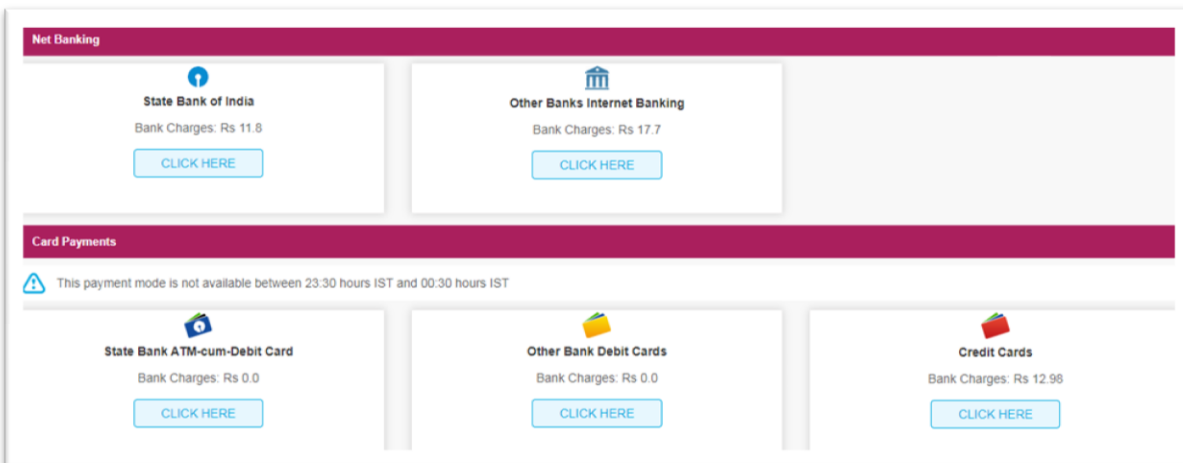 Net Banking
State Bank of India
Bank Charges: Rs 11.8
CLICK HERE
Other Banks Internet Banking
Bank Charges: Rs 17.7
CLICK HERE
Card Payments
This payment mode is not available between 23:30 hours IST and 00:30 hours IST
State Bank ATM-cum-Debit Card
Bank Charges: Rs 0.0
CLICK HERE
Other Bank Debit Cards
Bank Charges: Rs 0.0
CLICK HERE
Credit Cards
Bank Charges: Rs 12.98
CLICK HERE